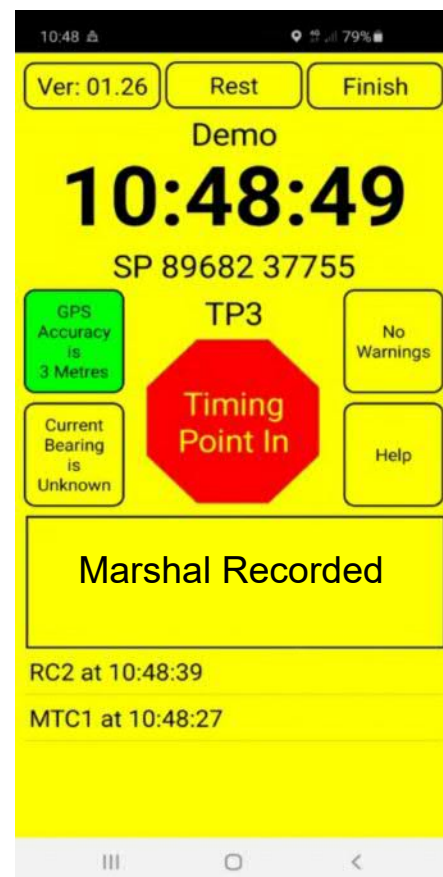 10:48 79%
Ver: 01.26 Rest Finish
Demo
10:48:49
SP 89682 37755
GPS
Accuracy
is
3 Metres
TP3
No
Warnings
Timing
Point In
Current
Bearing
is
Unknown
Help
Marshal Recorded
RC2 at 10:48:39
MTC1 at 10:48:27